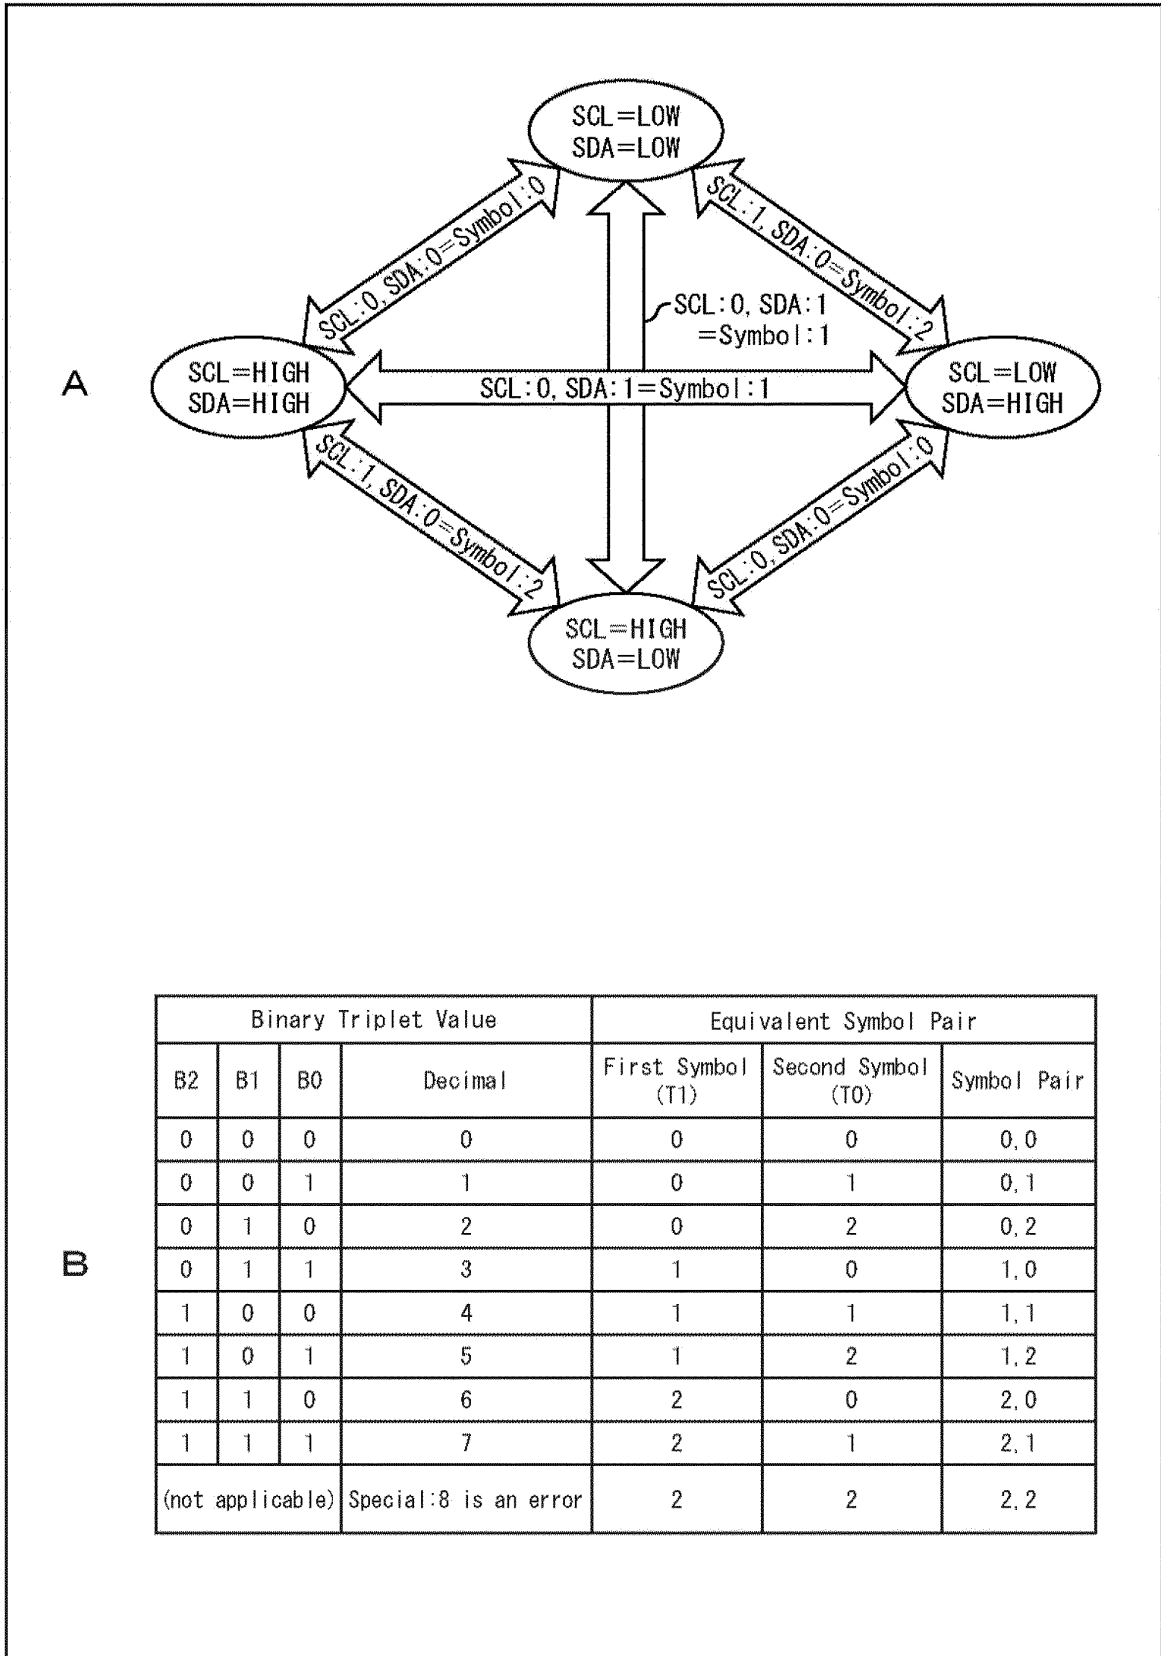 A
SCL=LOW
SDA=LOW
SCL:0, SDA:0=Symbol:0
SCL:1, SDA:0=Symbol:2
SCL:0, SDA:1
=Symbol:1
SCL=HIGH
SDA=HIGH
SCL:0, SDA:1=Symbol:1
SCL=LOW
SDA=HIGH
SCL:1, SDA:0=Symbol:2
SCL:0, SDA:0=Symbol:0
SCL=HIGH
SDA=LOW
B
Binary Triplet Value Equivalent Symbol Pair
B2 B1 B0 Decimal First Symbol (T1) Second Symbol (T0) Symbol Pair
0 0 0 0 0 0 0,0
0 0 1 1 0 1 0,1
0 1 0 2 0 2 0,2
0 1 1 3 1 0 1,0
1 0 0 4 1 1 1,1
1 0 1 5 1 2 1,2
1 1 0 6 2 0 2,0
1 1 1 7 2 1 2,1
(not applicable) Special:8 is an error 2 2 2,2